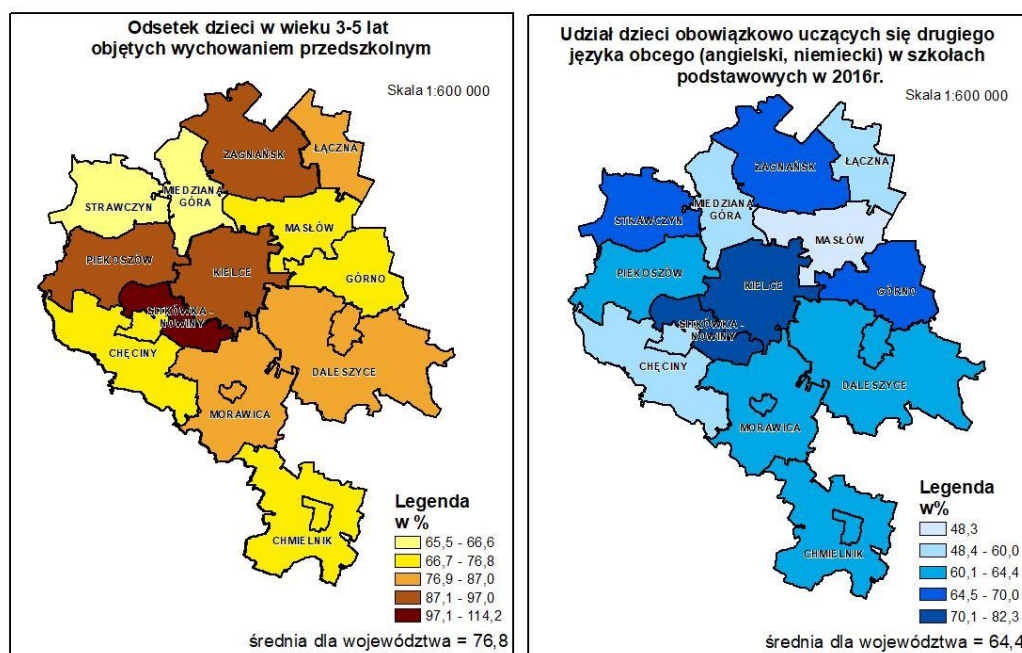 Odsetek dzieci w wieku 3-5 lat
objętych wychowaniem przedszkolnym
Skala 1:600 000
ZAGNAŃSK
ŁĄCZNA
MIEDZIANA
GÓRA
STRAWCZYN
MASŁÓW
PIEKOSZÓW
KIELCE
GÓRNO
SITKÓWKA -
NOWINY
CHĘCINY
DALESZYCE
MORAWICA
CHMIELNIK
Legenda
w %
65,5 - 66,6
66,7 - 76,8
76,9 - 87,0
87,1 - 97,0
97,1 - 114,2
średnia dla województwa = 76,8
Udział dzieci obowiązkowo uczących się drugiego
języka obcego (angielski, niemiecki) w szkołach
podstawowych w 2016r.
Skala 1:600 000
ZAGNAŃSK
ŁĄCZNA
MIEDZIANA
GÓRA
STRAWCZYN
MASŁÓW
PIEKOSZÓW
KIELCE
GÓRNO
SITKÓWKA -
NOWINY
CHĘCINY
DALESZYCE
MORAWICA
CHMIELNIK
Legenda
w%
48,3
48,4 - 60,0
60,1 - 64,4
64,5 - 70,0
70,1 - 82,3
średnia dla województwa = 64,4